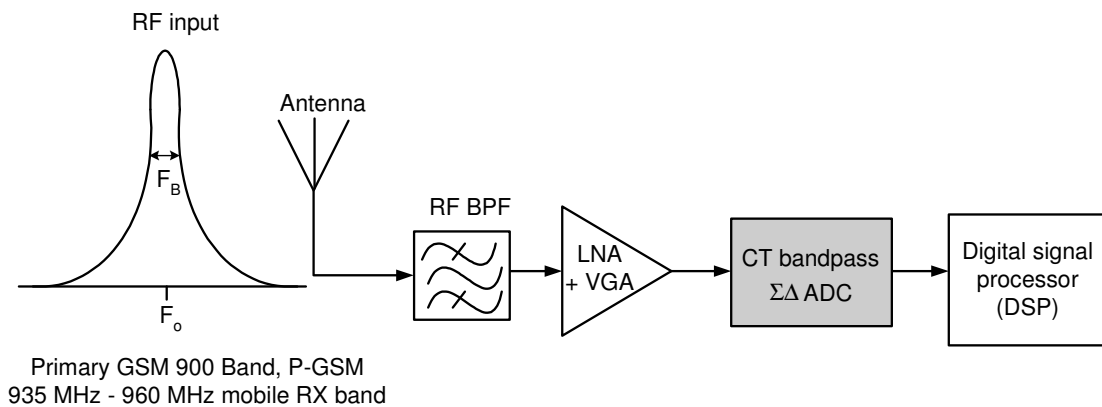 RF input
Antenna
F_B
F_o
RF BPF
LNA
+ VGA
CT bandpass
ΣΔ ADC
Digital signal
processor
(DSP)
Primary GSM 900 Band, P-GSM
935 MHz - 960 MHz mobile RX band